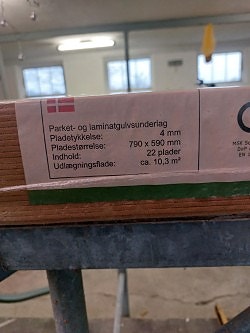 Parket- og laminatgulvsunderlag
Pladetykkelse: 4 mm
Pladestørrelse: 790 x 590 mm
Indhold: 22 plader
Udlægningsflade: ca. 10,3 m²